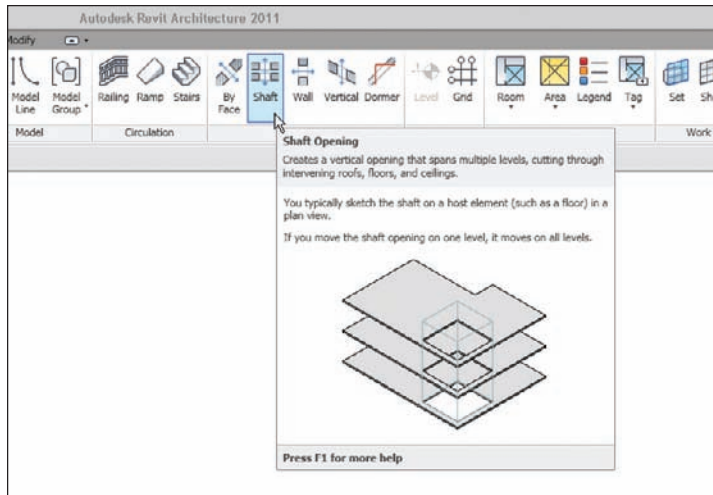 Autodesk Revit Architecture 2011
Modify
Model Line
Model Group
Railing
Ramp
Stairs
By Face
Shaft
Wall
Vertical
Dormer
Level
Grid
Room
Area
Legend
Tag
Set
Model
Circulation
Work
Shaft Opening
Creates a vertical opening that spans multiple levels, cutting through
intervening roofs, floors, and ceilings.
You typically sketch the shaft on a host element (such as a floor) in a
plan view.
If you move the shaft opening on one level, it moves on all levels.
Press F1 for more help